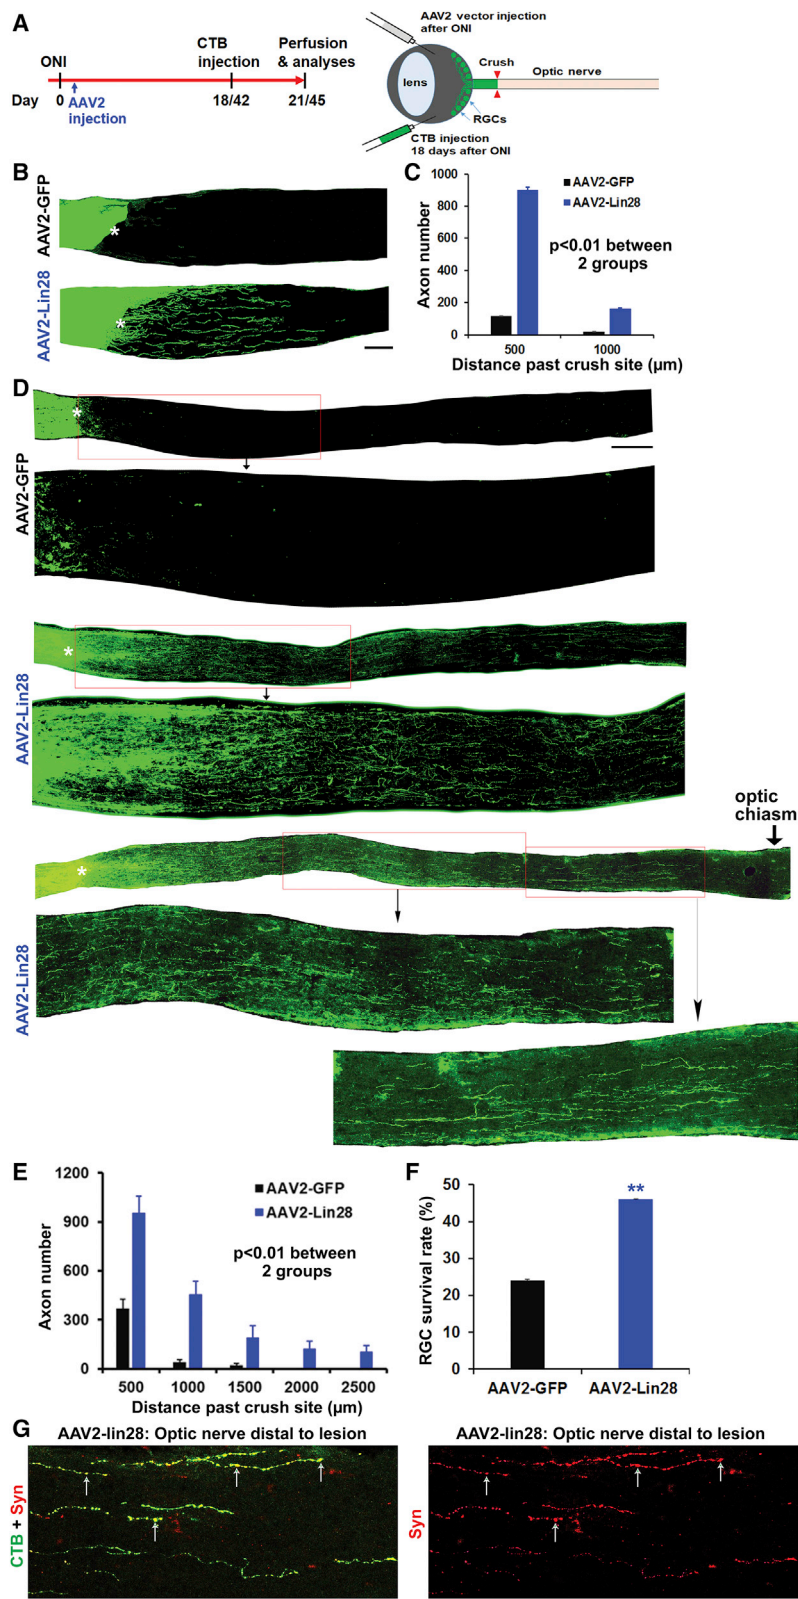 A
ONI
CTB
injection
Perfusion
& analyses
Day
0
AAV2
injection
18/42
21/45
AAV2 vector injection
after ONI
lens
Crush
Optic nerve
RGCs
CTB injection
18 days after ONI
B
AAV2-GFP
*
AAV2-Lin28
*
C
Axon number
1000
800
600
400
200
0
AAV2-GFP
AAV2-Lin28
p<0.01 between
2 groups
500
1000
Distance past crush site (µm)
D
AAV2-GFP
*
AAV2-Lin28
*
optic
chiasm
AAV2-Lin28
*
E
Axon number
1200
900
600
300
0
AAV2-GFP
AAV2-Lin28
p<0.01 between
2 groups
500 1000 1500 2000 2500
Distance past crush site (µm)
F
RGC survival rate (%)
50
40
30
20
10
0
**
AAV2-GFP
AAV2-Lin28
G
AAV2-lin28: Optic nerve distal to lesion
CTB + Syn
AAV2-lin28: Optic nerve distal to lesion
Syn